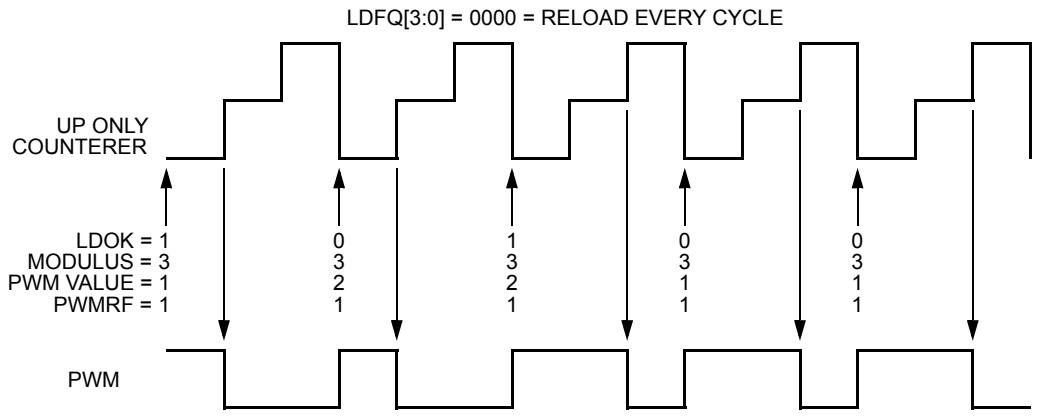 LDFQ[3:0] = 0000 = RELOAD EVERY CYCLE
UP ONLY
COUNTERER
LDOK = 1 0 1 0 0
MODULUS = 3 3 3 3 3
PWM VALUE = 1 2 2 1 1
PWMRF = 1 1 1 1 1
PWM